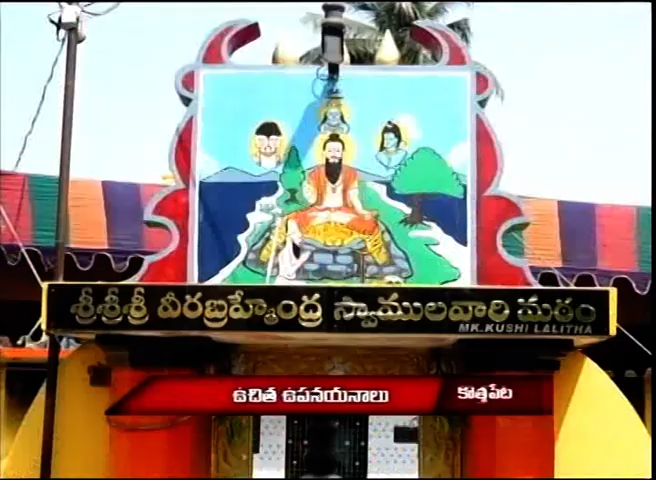 శ్రీశ్రీశ్రీ వీరబ్రహ్మేంద్ర స్వాములవారి మఠం
MK.KUSHI LALITHA
ఉచిత ఉపనయనాలు
కొత్తపేట